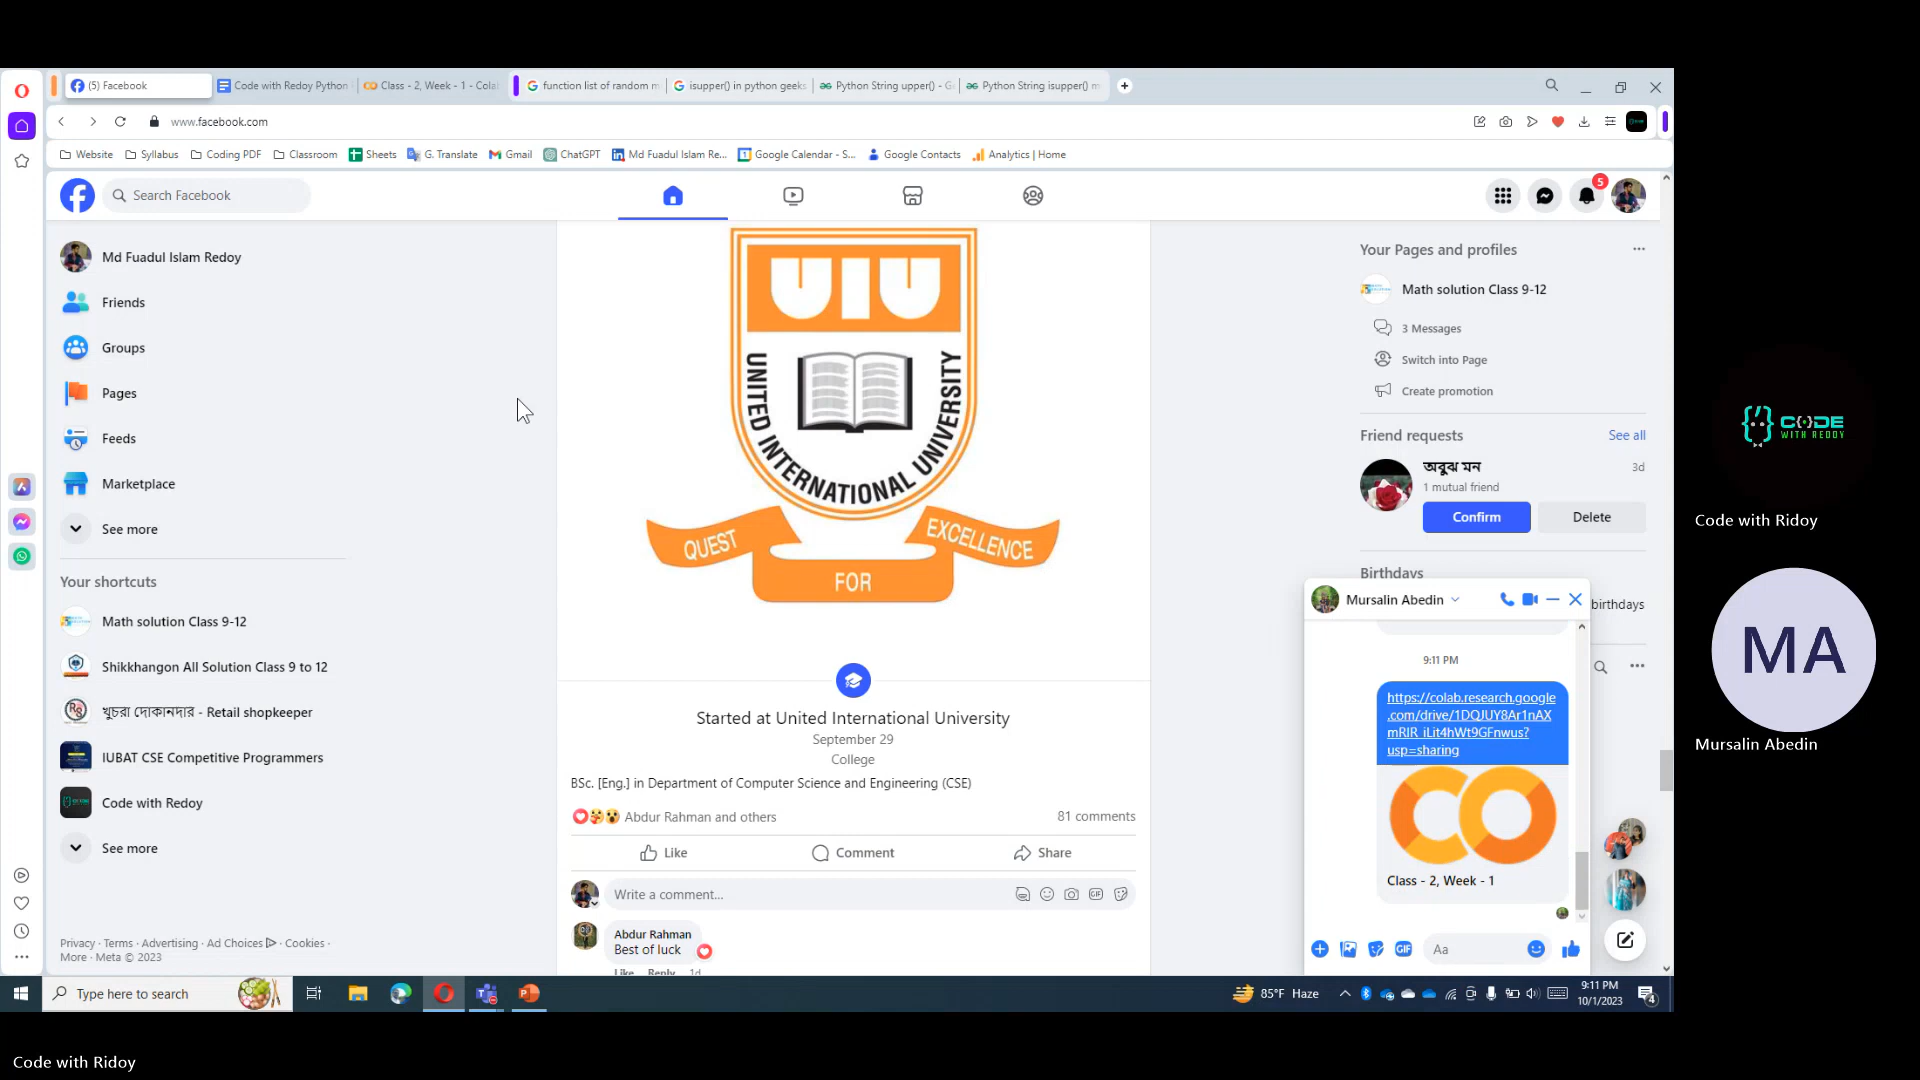 (5) Facebook
Code with Redoy Python
Class - 2, Week - 1 - Cola
function list of random m
isupper() in python geeks
Python String upper() - G
Python String isupper() m
www.facebook.com
Website
Syllabus
Coding PDF
Classroom
Sheets
G. Translate
Gmail
ChatGPT
Md Fuadul Islam Re...
Google Calendar - S...
Google Contacts
Analytics | Home
Search Facebook
5
Md Fuadul Islam Redoy
Friends
Groups
Pages
Feeds
Marketplace
See more
Your shortcuts
Math solution Class 9-12
Shikkhangon All Solution Class 9 to 12
খুচরা দোকানদার - Retail shopkeeper
IUBAT CSE Competitive Programmers
Code with Redoy
See more
Privacy · Terms · Advertising · Ad Choices · Cookies ·
More · Meta © 2023
UIU
UNITED INTERNATIONAL UNIVERSITY
QUEST
FOR
EXCELLENCE
Started at United International University
September 29
College
BSc. [Eng.] in Department of Computer Science and Engineering (CSE)
Abdur Rahman and others
81 comments
Like
Comment
Share
Write a comment...
GIF
Abdur Rahman
Best of luck
Like Reply 1d
Your Pages and profiles
Math solution Class 9-12
3 Messages
Switch into Page
Create promotion
Friend requests
See all
অবুঝ মন
3d
1 mutual friend
Confirm
Delete
Birthdays
birthdays
Mursalin Abedin
9:11 PM
https://colab.research.google
.com/drive/1DQJUY8Ar1nAX
mRlR_iLit4hWt9GFnwus?
usp=sharing
Class - 2, Week - 1
GIF
Aa
Type here to search
85°F Haze
9:11 PM
10/1/2023
4
CODE
WITH REDOY
Code with Ridoy
MA
Mursalin Abedin
Code with Ridoy